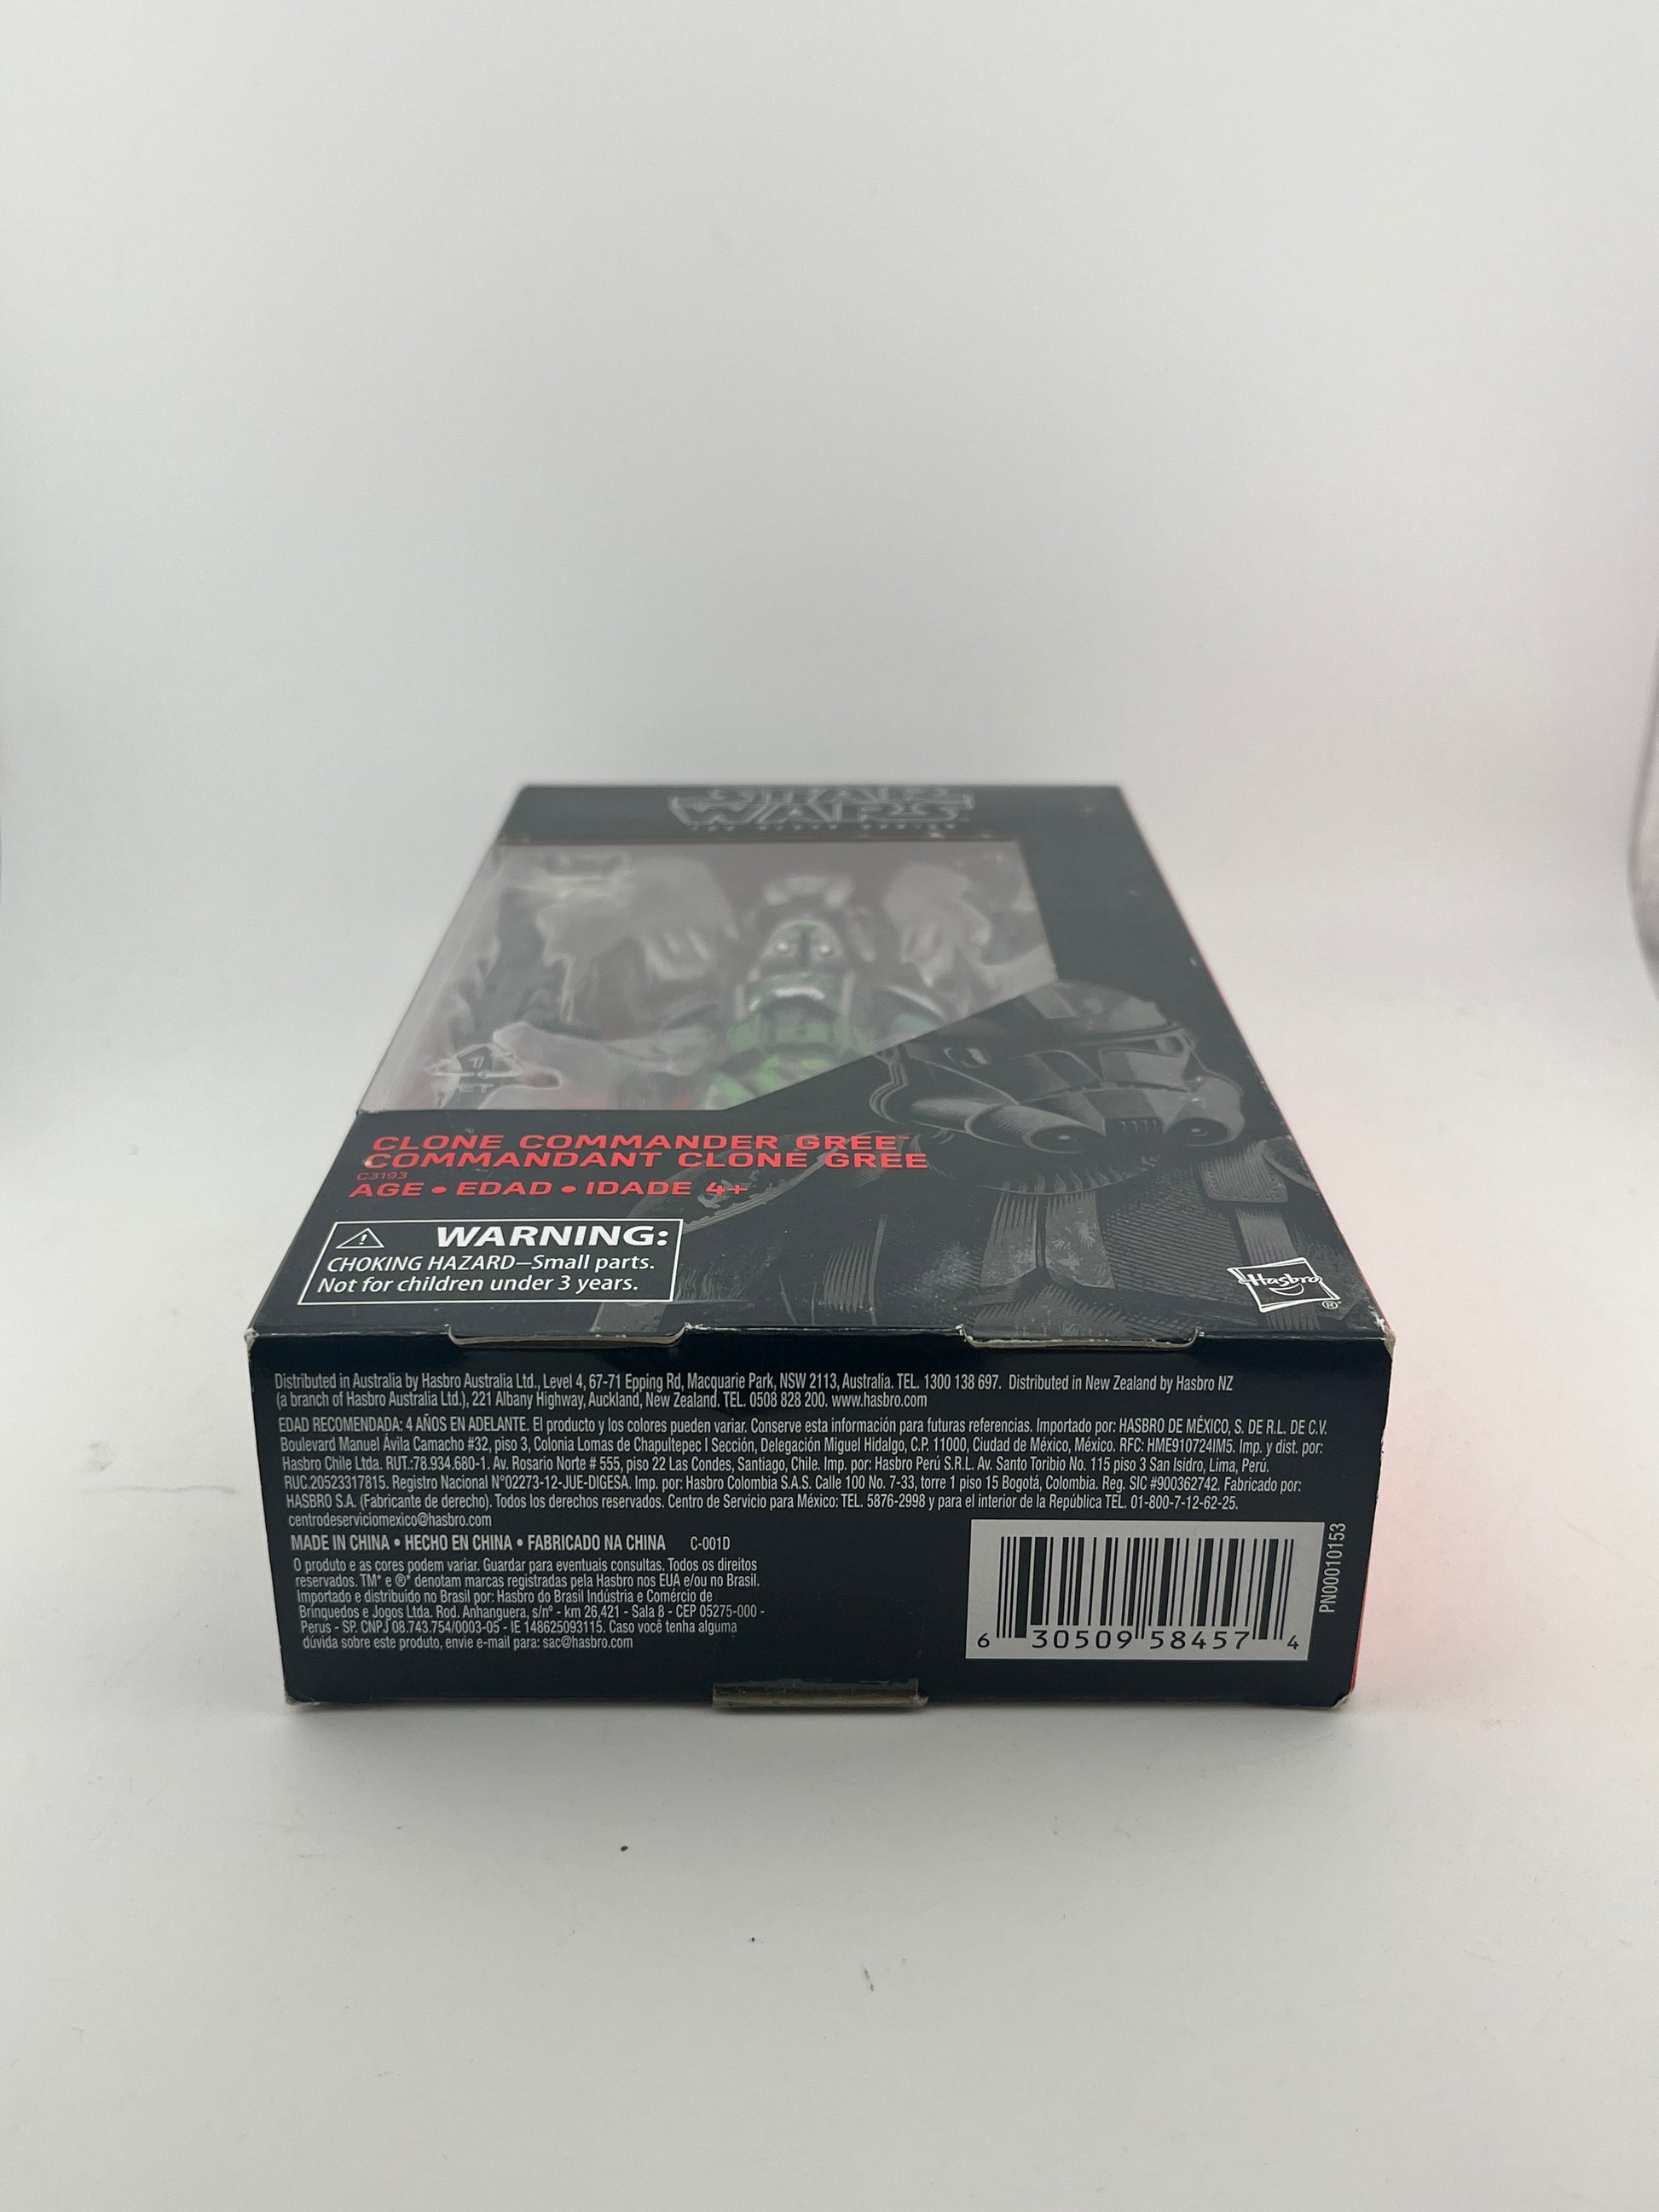 STAR
WARS
THE BLACK SERIES
1
PET
CLONE COMMANDER GREE™
COMMANDANT CLONE GREE
C3193
AGE • EDAD • IDADE 4+
WARNING:
CHOKING HAZARD–Small parts.
Not for children under 3 years.
Hasbro
®
Distributed in Australia by Hasbro Australia Ltd., Level 4, 67-71 Epping Rd, Macquarie Park, NSW 2113, Australia. TEL. 1300 138 697. Distributed in New Zealand by Hasbro NZ
(a branch of Hasbro Australia Ltd.), 221 Albany Highway, Auckland, New Zealand. TEL. 0508 828 200. www.hasbro.com
EDAD RECOMENDADA: 4 AÑOS EN ADELANTE. El producto y los colores pueden variar. Conserve esta información para futuras referencias. Importado por: HASBRO DE MÉXICO, S. DE R.L. DE C.V.
Boulevard Manuel Ávila Camacho #32, piso 3, Colonia Lomas de Chapultepec I Sección, Delegación Miguel Hidalgo, C.P. 11000, Ciudad de México, México. RFC: HME910724IM5. Imp. y dist. por:
Hasbro Chile Ltda. RUT.:78.934.680-1. Av. Rosario Norte # 555, piso 22 Las Condes, Santiago, Chile. Imp. por: Hasbro Perú S.R.L. Av. Santo Toribio No. 115 piso 3 San Isidro, Lima, Perú.
RUC.20523317815. Registro Nacional N°02273-12-JUE-DIGESA. Imp. por: Hasbro Colombia S.A.S. Calle 100 No. 7-33, torre 1 piso 15 Bogotá, Colombia. Reg. SIC #900362742. Fabricado por:
HASBRO S.A. (Fabricante de derecho). Todos los derechos reservados. Centro de Servicio para México: TEL. 5876-2998 y para el interior de la República TEL. 01-800-7-12-62-25.
centrodeserviciomexico@hasbro.com
MADE IN CHINA • HECHO EN CHINA • FABRICADO NA CHINA C-001D
O produto e as cores podem variar. Guardar para eventuais consultas. Todos os direitos
reservados. TM* e ®* denotam marcas registradas pela Hasbro nos EUA e/ou no Brasil.
Importado e distribuído no Brasil por: Hasbro do Brasil Indústria e Comércio de
Brinquedos e Jogos Ltda. Rod. Anhanguera, s/nº - km 26,421 - Sala 8 - CEP 05275-000 -
Perus - SP. CNPJ 08.743.754/0003-05 - IE 148625093115. Caso você tenha alguma
dúvida sobre este produto, envie e-mail para: sac@hasbro.com
6 30509 58457 4
PN00010153